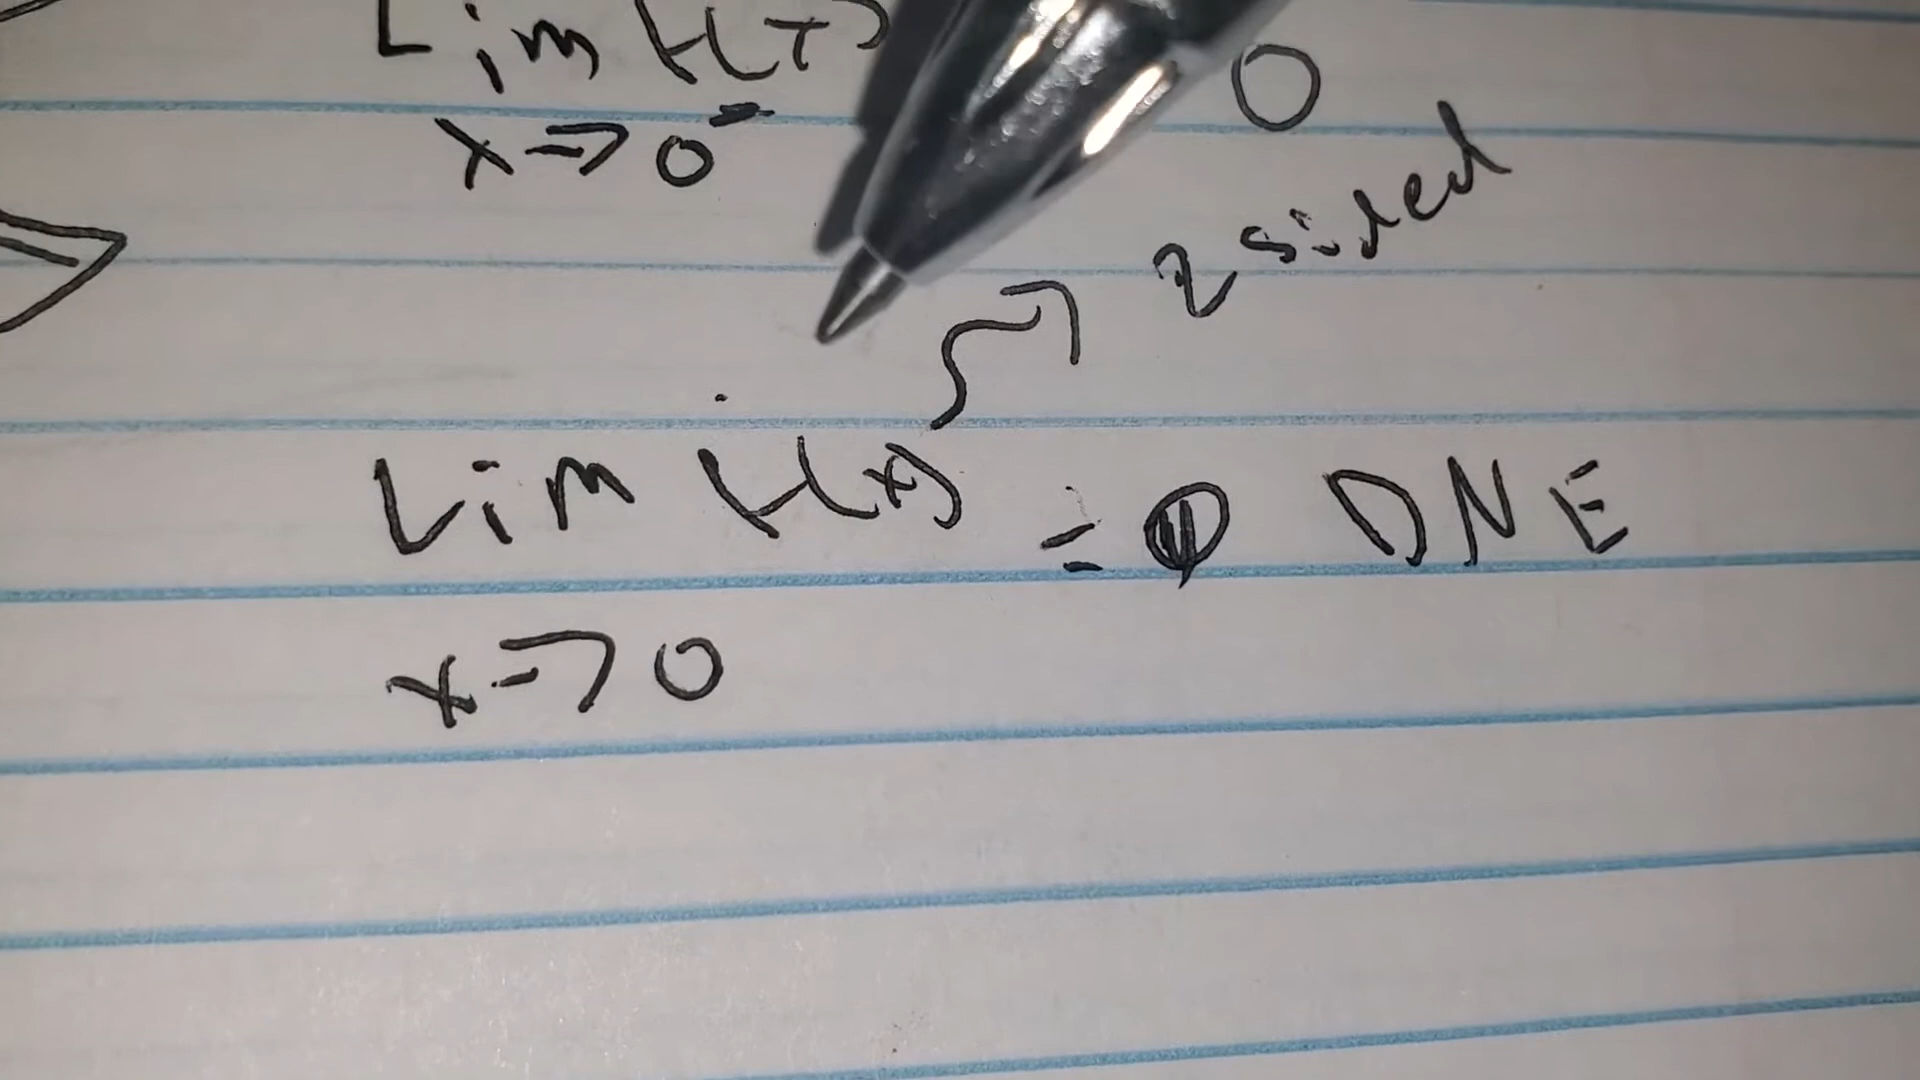 Lim f(x) 0
x → 0⁻
2 sided
Lim f(x) = DNE
x → 0